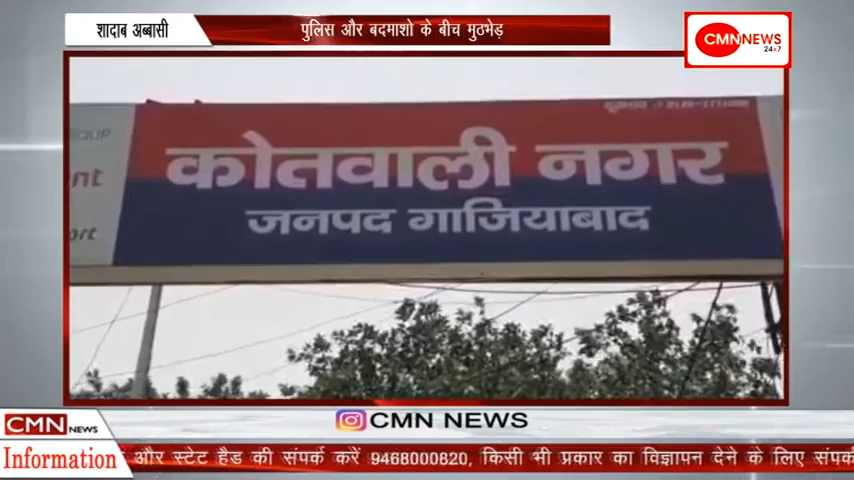 शादाब अब्बासी
पुलिस और बदमाशो के बीच मुठभेड़
CMN NEWS
24x7
कोतवाली नगर
जनपद गाजियाबाद
CMN NEWS
CMN NEWS
Information
और स्टेट हैड की संपर्क करें 9468000820, किसी भी प्रकार का विज्ञापन देने के लिए संपर्क